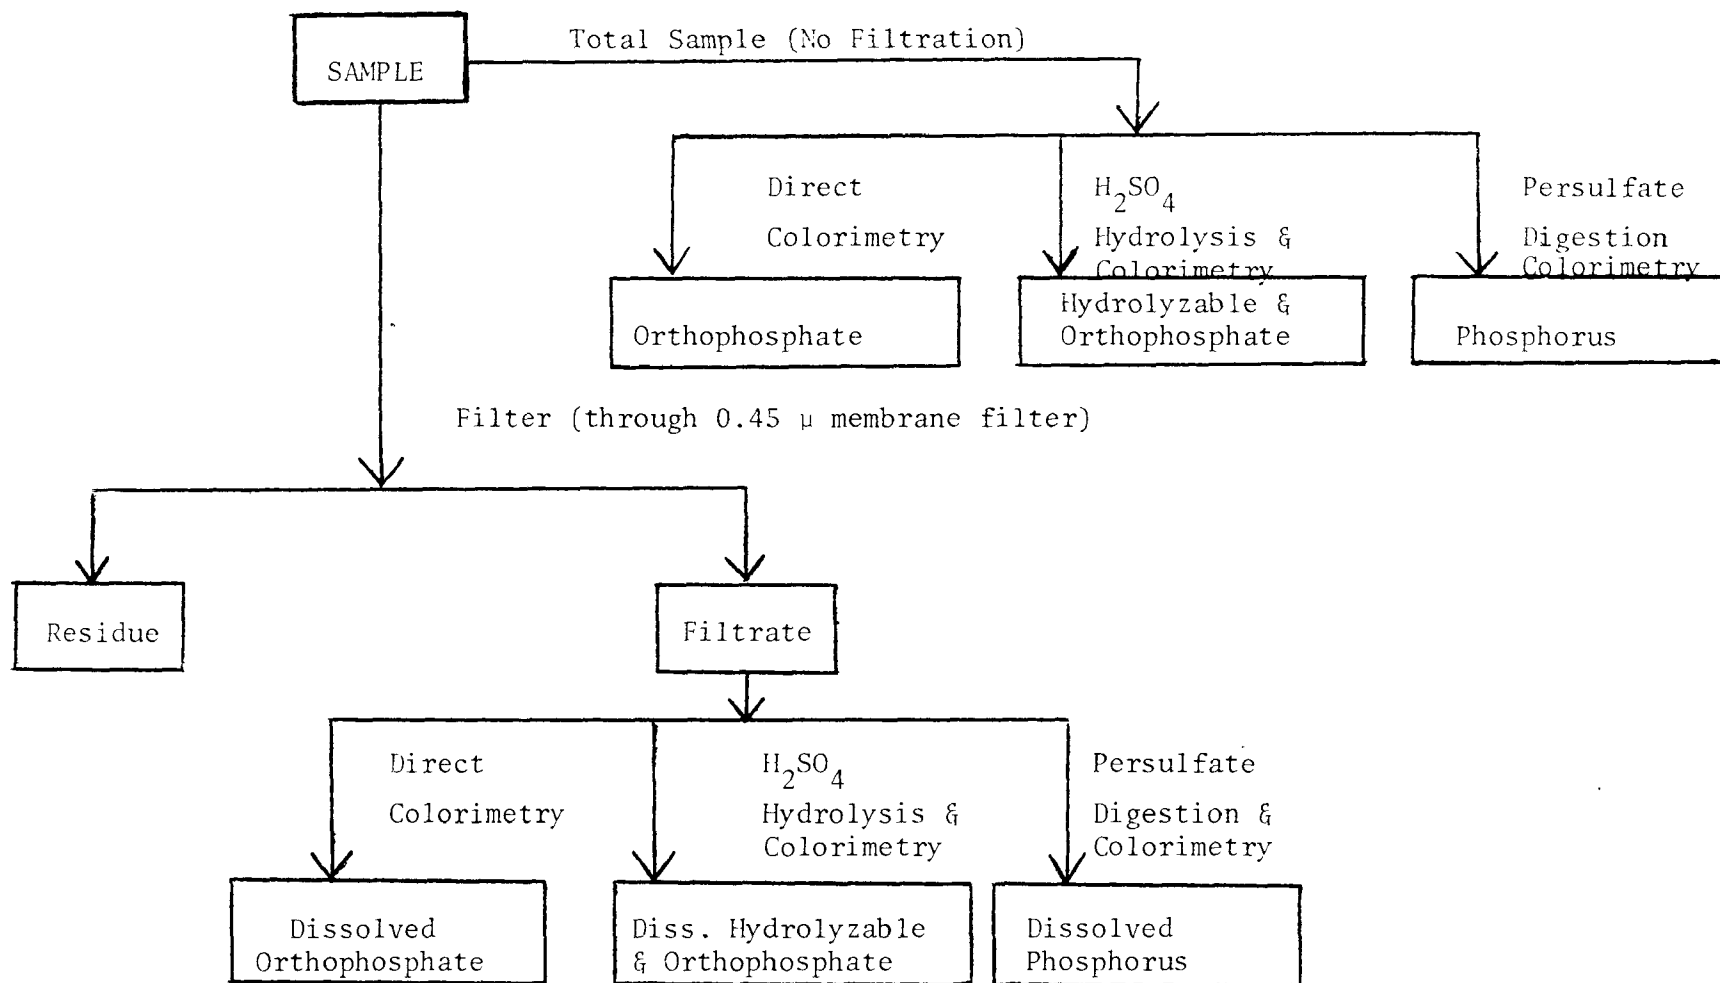 Total Sample (No Filtration)
SAMPLE
Direct
Colorimetry
H2SO4
Hydrolysis &
Colorimetry
Persulfate
Digestion
Colorimetry
Orthophosphate
Hydrolyzable &
Orthophosphate
Phosphorus
Filter (through 0.45 μ membrane filter)
Residue
Filtrate
Direct
Colorimetry
H2SO4
Hydrolysis &
Colorimetry
Persulfate
Digestion &
Colorimetry
Dissolved
Orthophosphate
Diss. Hydrolyzable
& Orthophosphate
Dissolved
Phosphorus